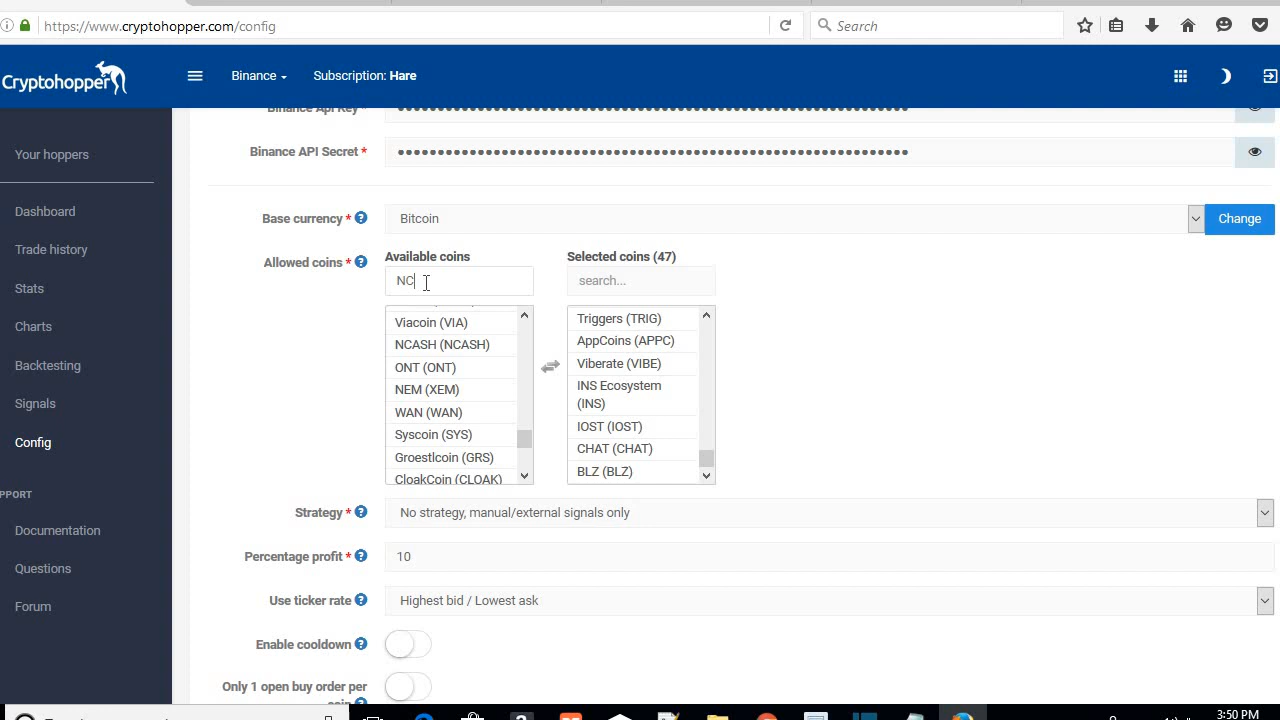 https://www.cryptohopper.com/config
Search
Cryptohopper
Binance
Subscription: Hare
Binance Api Key *
Your hoppers
Binance API Secret *
Dashboard
Base currency *
Bitcoin
Change
Trade history
Allowed coins *
Available coins
Selected coins (47)
NC
search...
Stats
Viacoin (VIA)
Triggers (TRIG)
Charts
NCASH (NCASH)
AppCoins (APPC)
Backtesting
ONT (ONT)
Viberate (VIBE)
NEM (XEM)
INS Ecosystem
(INS)
Signals
WAN (WAN)
IOST (IOST)
Config
Syscoin (SYS)
CHAT (CHAT)
Groestlcoin (GRS)
BLZ (BLZ)
CloakCoin (CLOAK)
PPORT
Strategy *
No strategy, manual/external signals only
Documentation
Percentage profit *
10
Questions
Use ticker rate
Highest bid / Lowest ask
Forum
Enable cooldown
Only 1 open buy order per
3:50 PM